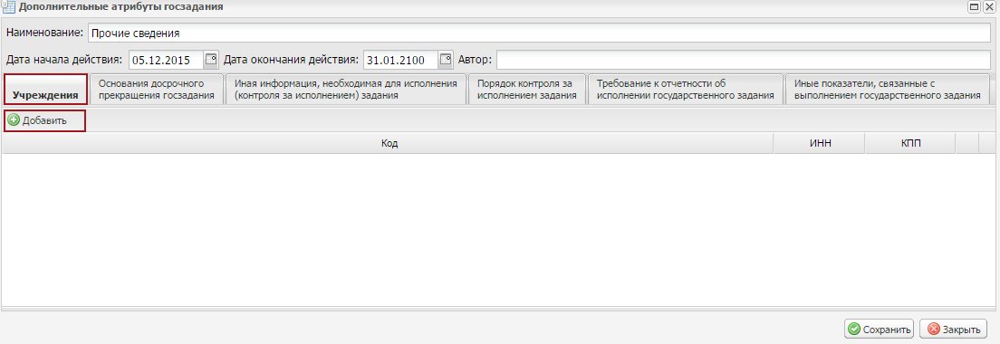 Дополнительные атрибуты госзадания
Наименование: Прочие сведения
Дата начала действия: 05.12.2015 Дата окончания действия: 31.01.2100 Автор:
Учреждения
Основания досрочного
прекращения госзадания
Иная информация, необходимая для исполнения
(контроля за исполнением) задания
Порядок контроля за
исполнением задания
Требование к отчетности об
исполнении государственного задания
Иные показатели, связанные с
выполнением государственного задания
Добавить
Код ИНН КПП
Сохранить Закрыть